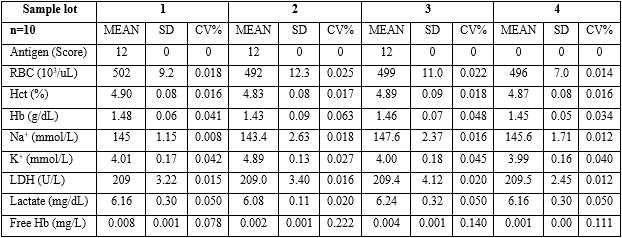 Sample lot 1 2 3 4
n=10 MEAN SD CV% MEAN SD CV% MEAN SD CV% MEAN SD CV%
Antigen (Score) 12 0 0 12 0 0 12 0 0 12 0 0
RBC (10³/uL) 502 9.2 0.018 492 12.3 0.025 499 11.0 0.022 496 7.0 0.014
Hct (%) 4.90 0.08 0.016 4.83 0.08 0.017 4.89 0.09 0.018 4.87 0.08 0.016
Hb (g/dL) 1.48 0.06 0.041 1.43 0.09 0.063 1.46 0.07 0.048 1.45 0.05 0.034
Na⁺ (mmol/L) 145 1.15 0.008 143.4 2.63 0.018 147.6 2.37 0.016 145.6 1.71 0.012
K⁺ (mmol/L) 4.01 0.17 0.042 4.89 0.13 0.027 4.00 0.18 0.045 3.99 0.16 0.040
LDH (U/L) 209 3.22 0.015 209.0 3.40 0.016 209.4 4.12 0.020 209.5 2.45 0.012
Lactate (mg/dL) 6.16 0.30 0.050 6.08 0.11 0.020 6.24 0.32 0.050 6.16 0.30 0.050
Free Hb (mg/L) 0.008 0.001 0.078 0.002 0.001 0.222 0.004 0.001 0.140 0.001 0.00 0.111